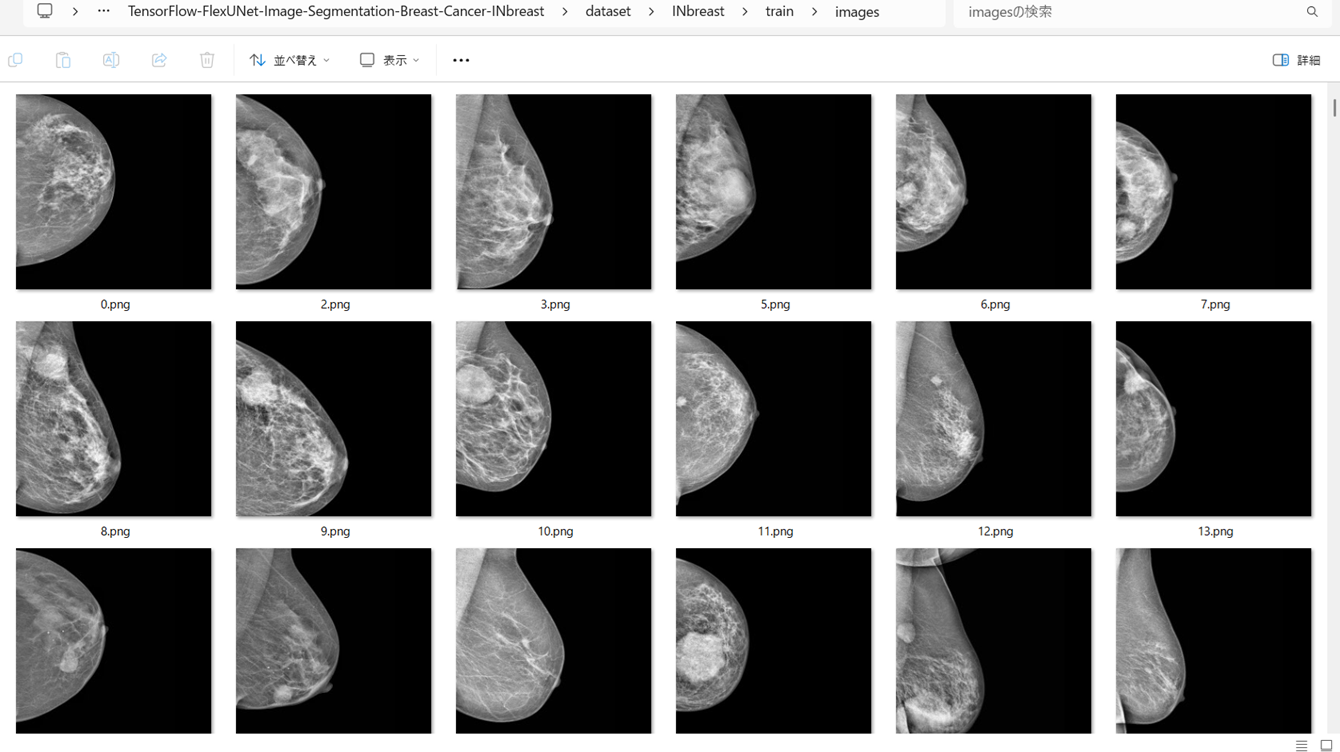 TensorFlow-FlexUNet-Image-Segmentation-Breast-Cancer-INbreast > dataset > INbreast > train > images
imagesの検索
並べ替え
表示
詳細
0.png
2.png
3.png
5.png
6.png
7.png
8.png
9.png
10.png
11.png
12.png
13.png